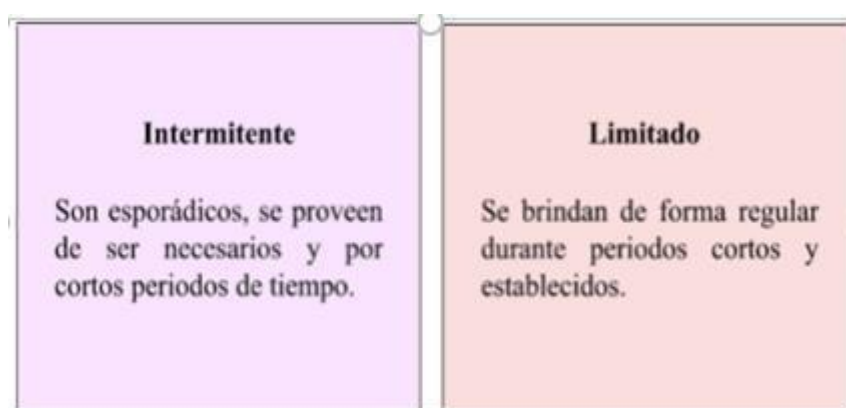 Intermitente
Son esporádicos, se proveen
de ser necesarios y por
cortos periodos de tiempo.
Limitado
Se brindan de forma regular
durante periodos cortos y
establecidos.